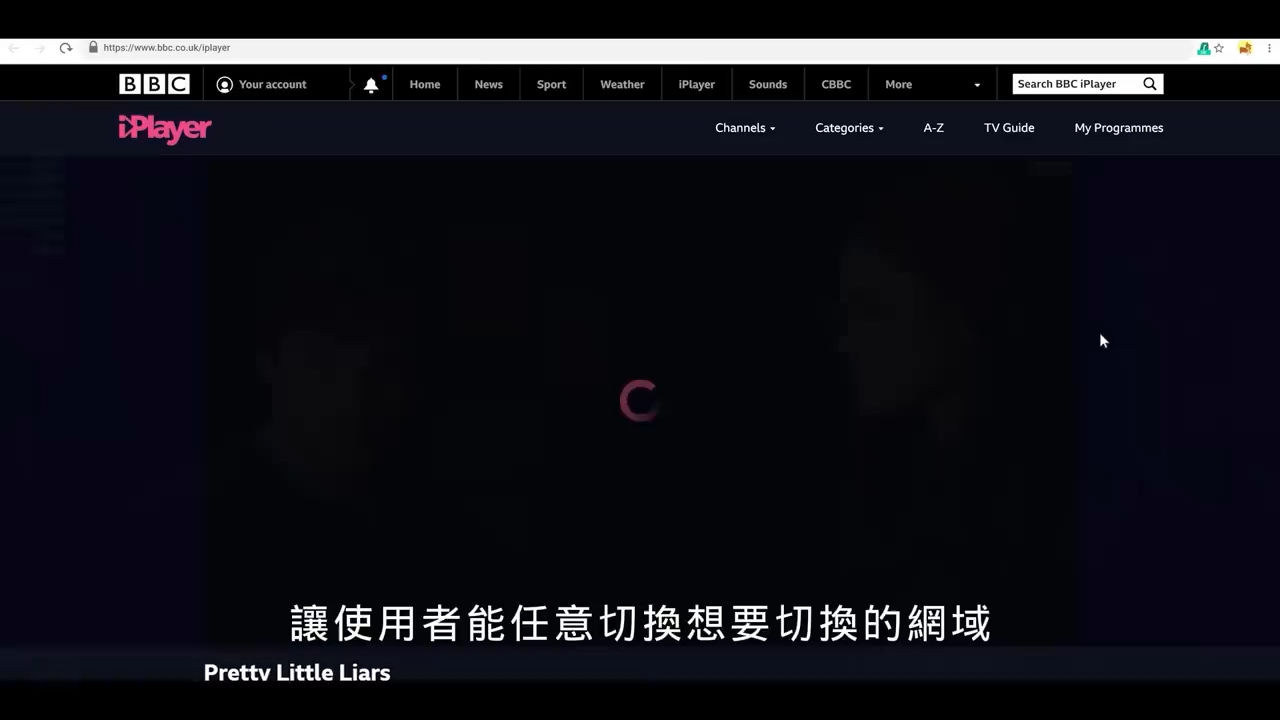 https://www.bbc.co.uk/iplayer
BBC Your account Home News Sport Weather iPlayer Sounds CBBC More Search BBC iPlayer
iPlayer Channels Categories A-Z TV Guide My Programmes
讓使用者能任意切換想要切換的網域
Pretty Little Liars